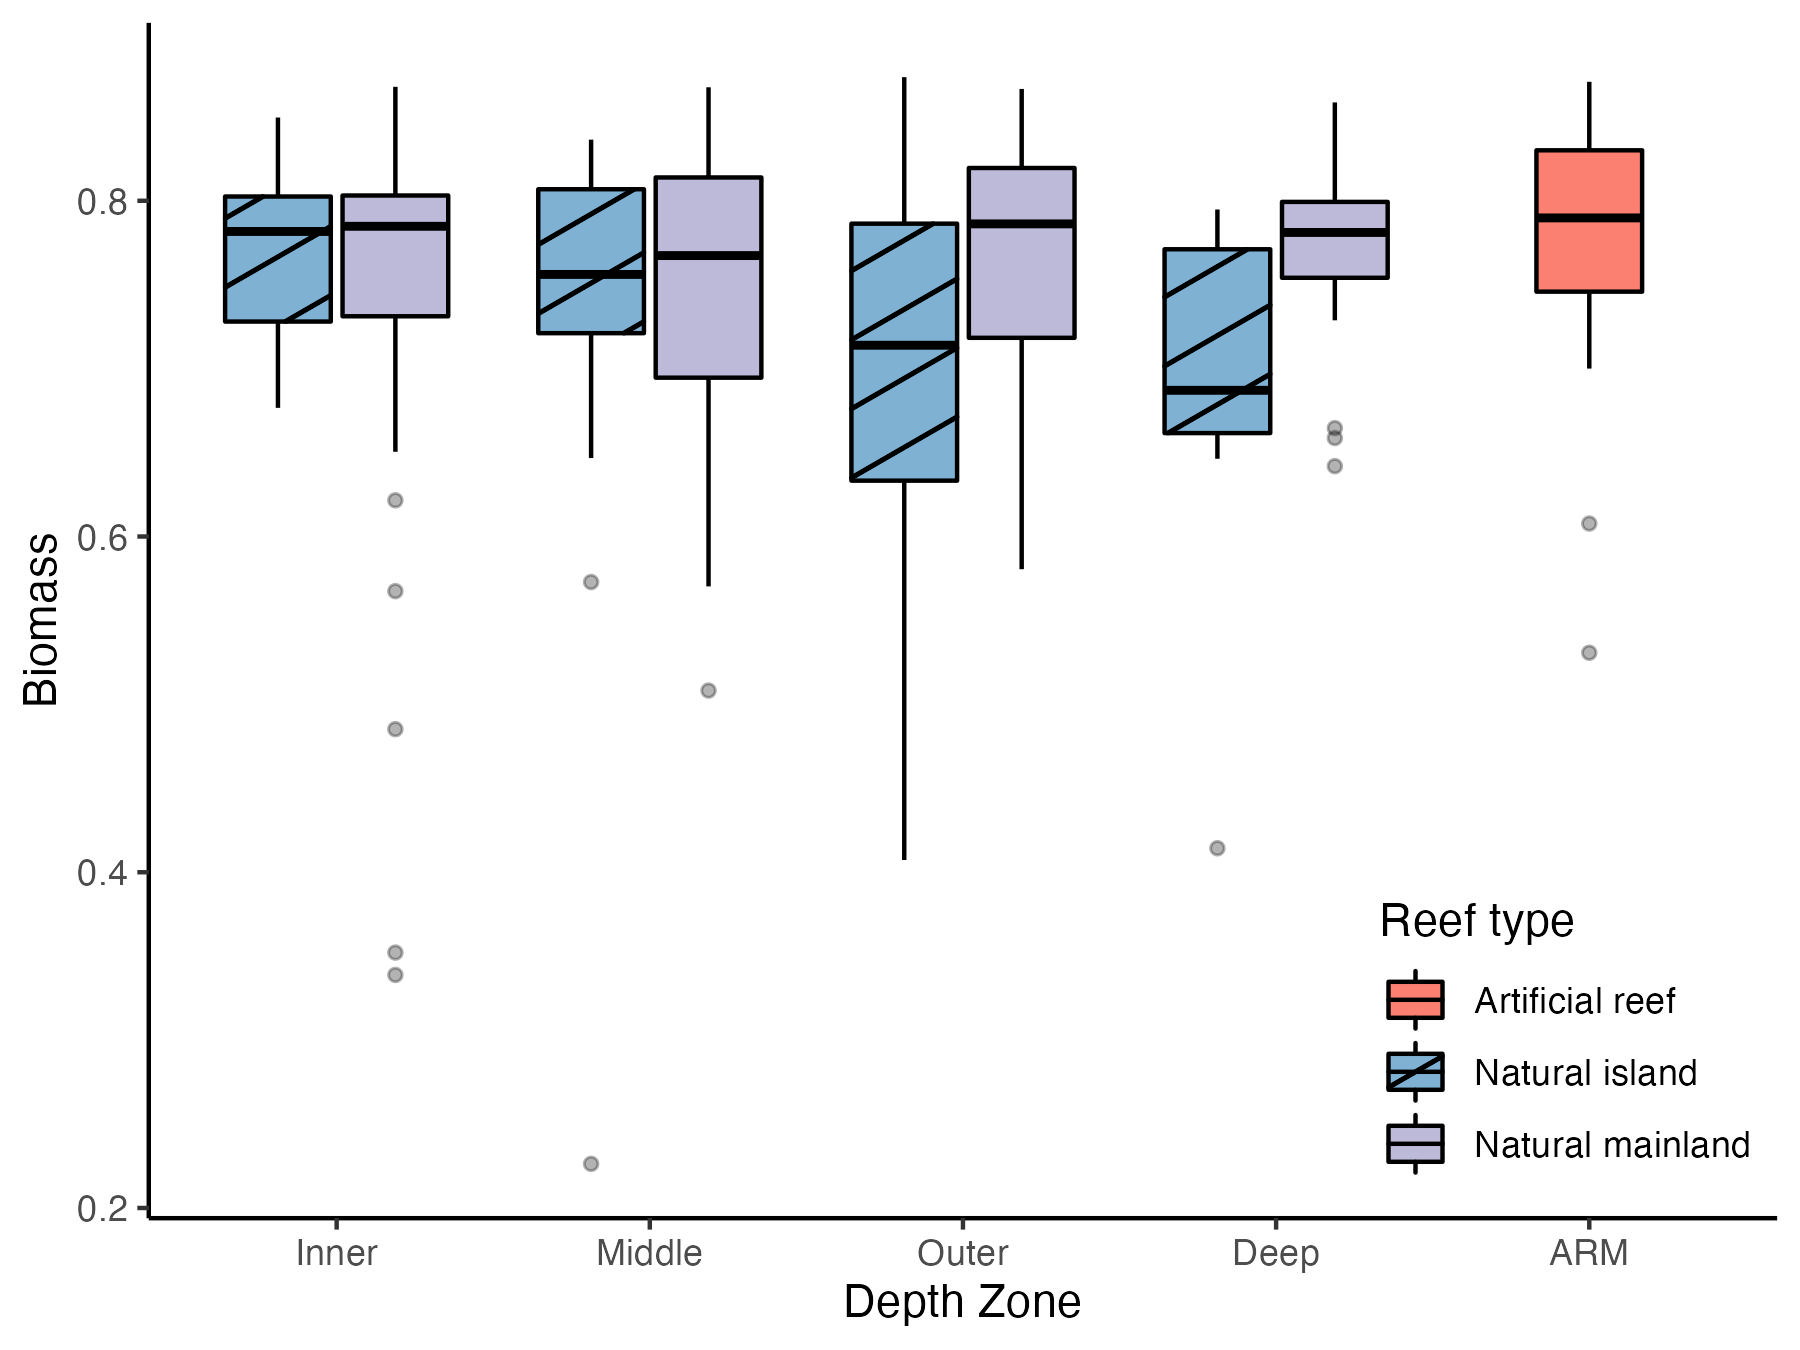 Biomass
0.8
0.6
0.4
0.2
Inner Middle Outer Deep ARM
Depth Zone
Reef type
Artificial reef
Natural island
Natural mainland